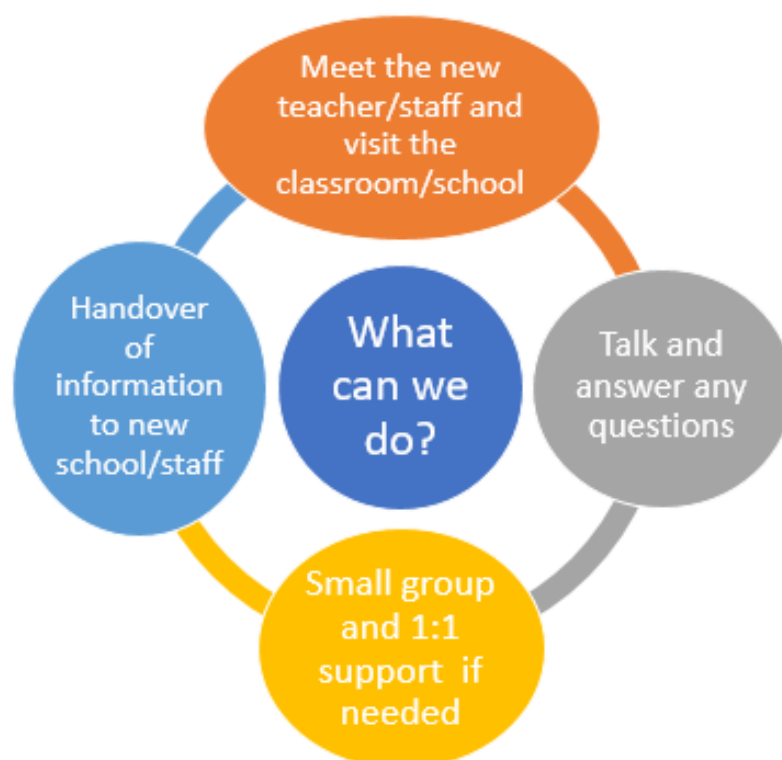 Meet the new
teacher/staff and
visit the
classroom/school
Handover
of
information
to new
school/staff
What
can we
do?
Talk and
answer any
questions
Small group
and 1:1
support  if
needed